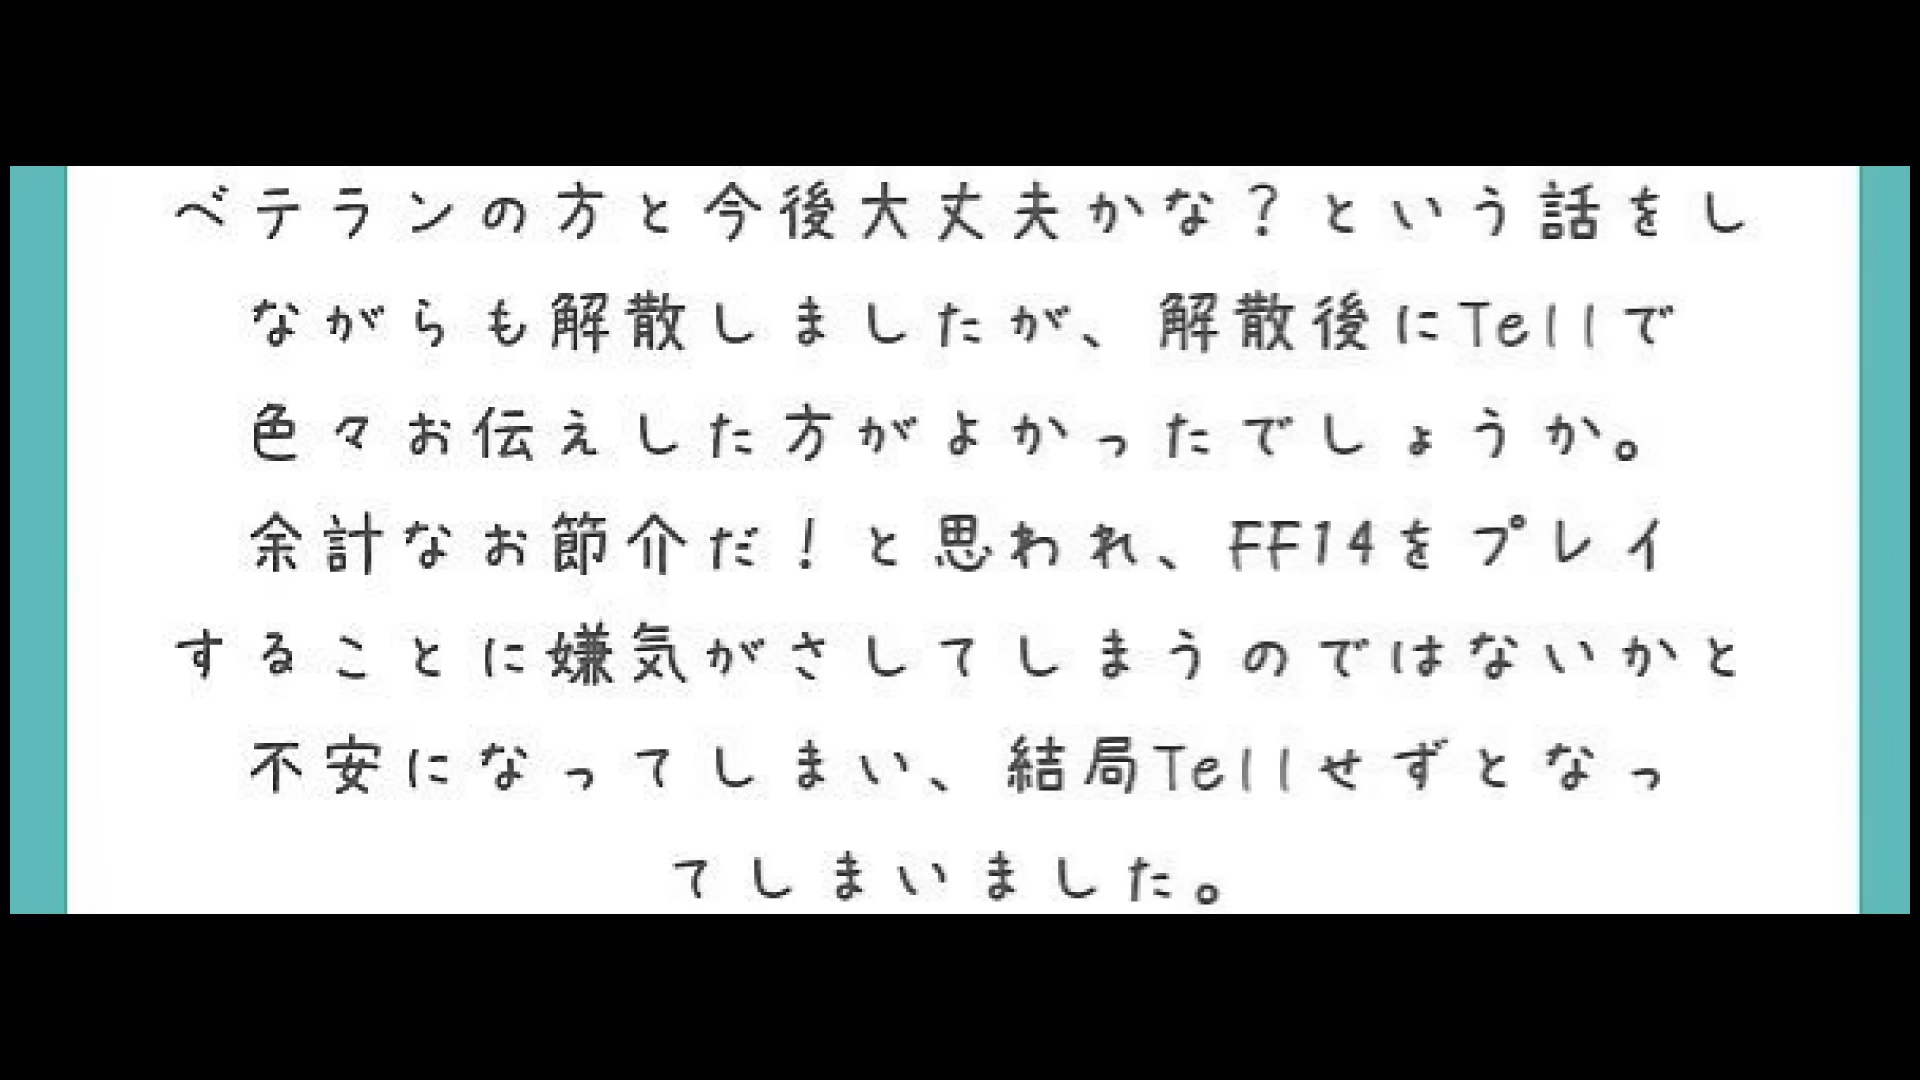 ベテランの方と今後大丈夫かな？という話をし
ながらも解散しましたが、解散後にTellで
色々お伝えした方がよかったでしょうか。
余計なお節介だ！と思われ、FF14をプレイ
することに嫌気がさしてしまうのではないかと
不安になってしまい、結局Tellせずとなっ
てしまいました。